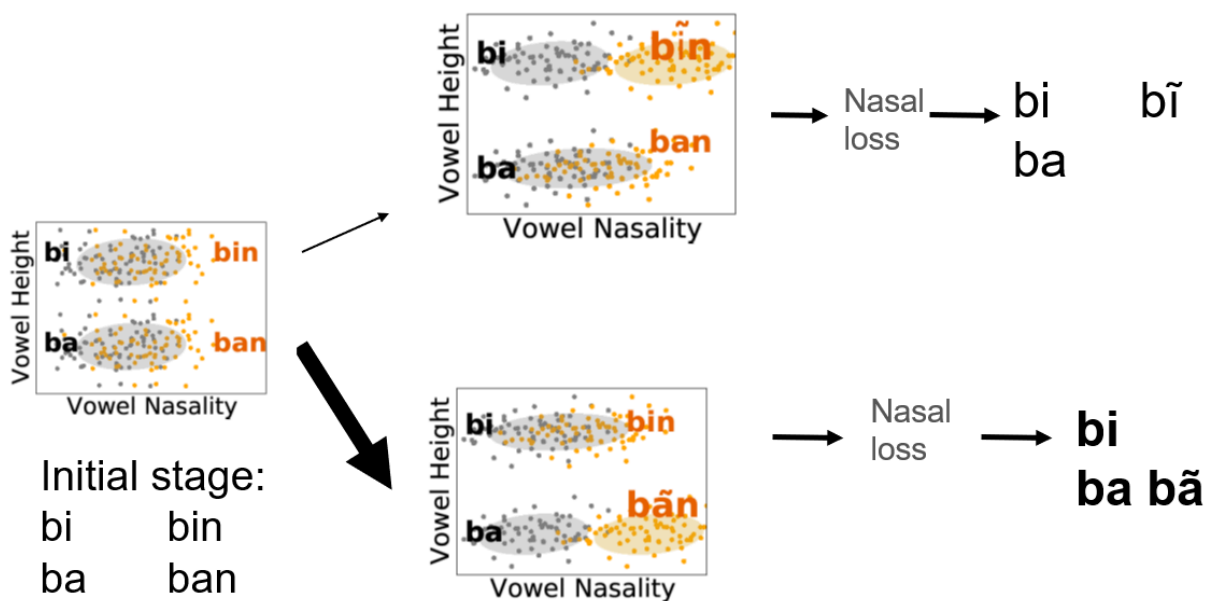 Vowel Height
bi bĩn
ba ban
Vowel Nasality
Nasal
loss
bi bĩ
ba
Vowel Height
bi bin
ba ban
Vowel Nasality
Initial stage:
bi bin
ba ban
Vowel Height
bi bin
ba bãn
Vowel Nasality
Nasal
loss
bi
ba bã